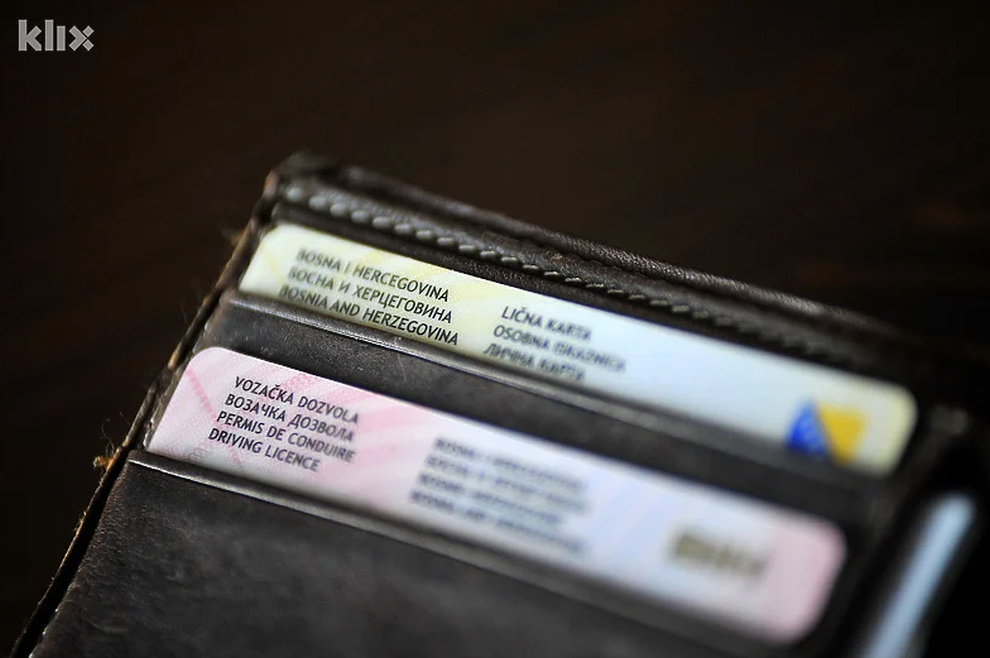 klix
BOSNA I HERCEGOVINA
БОСНА И ХЕРЦЕГОВИНА
BOSNIA AND HERZEGOVINA
LIČNA KARTA
OSOBNA ISKAZNICA
ЛИЧНА КАРТА
VOZAČKA DOZVOLA
ВОЗАЧКА ДОЗВОЛА
PERMIS DE CONDUIRE
DRIVING LICENCE